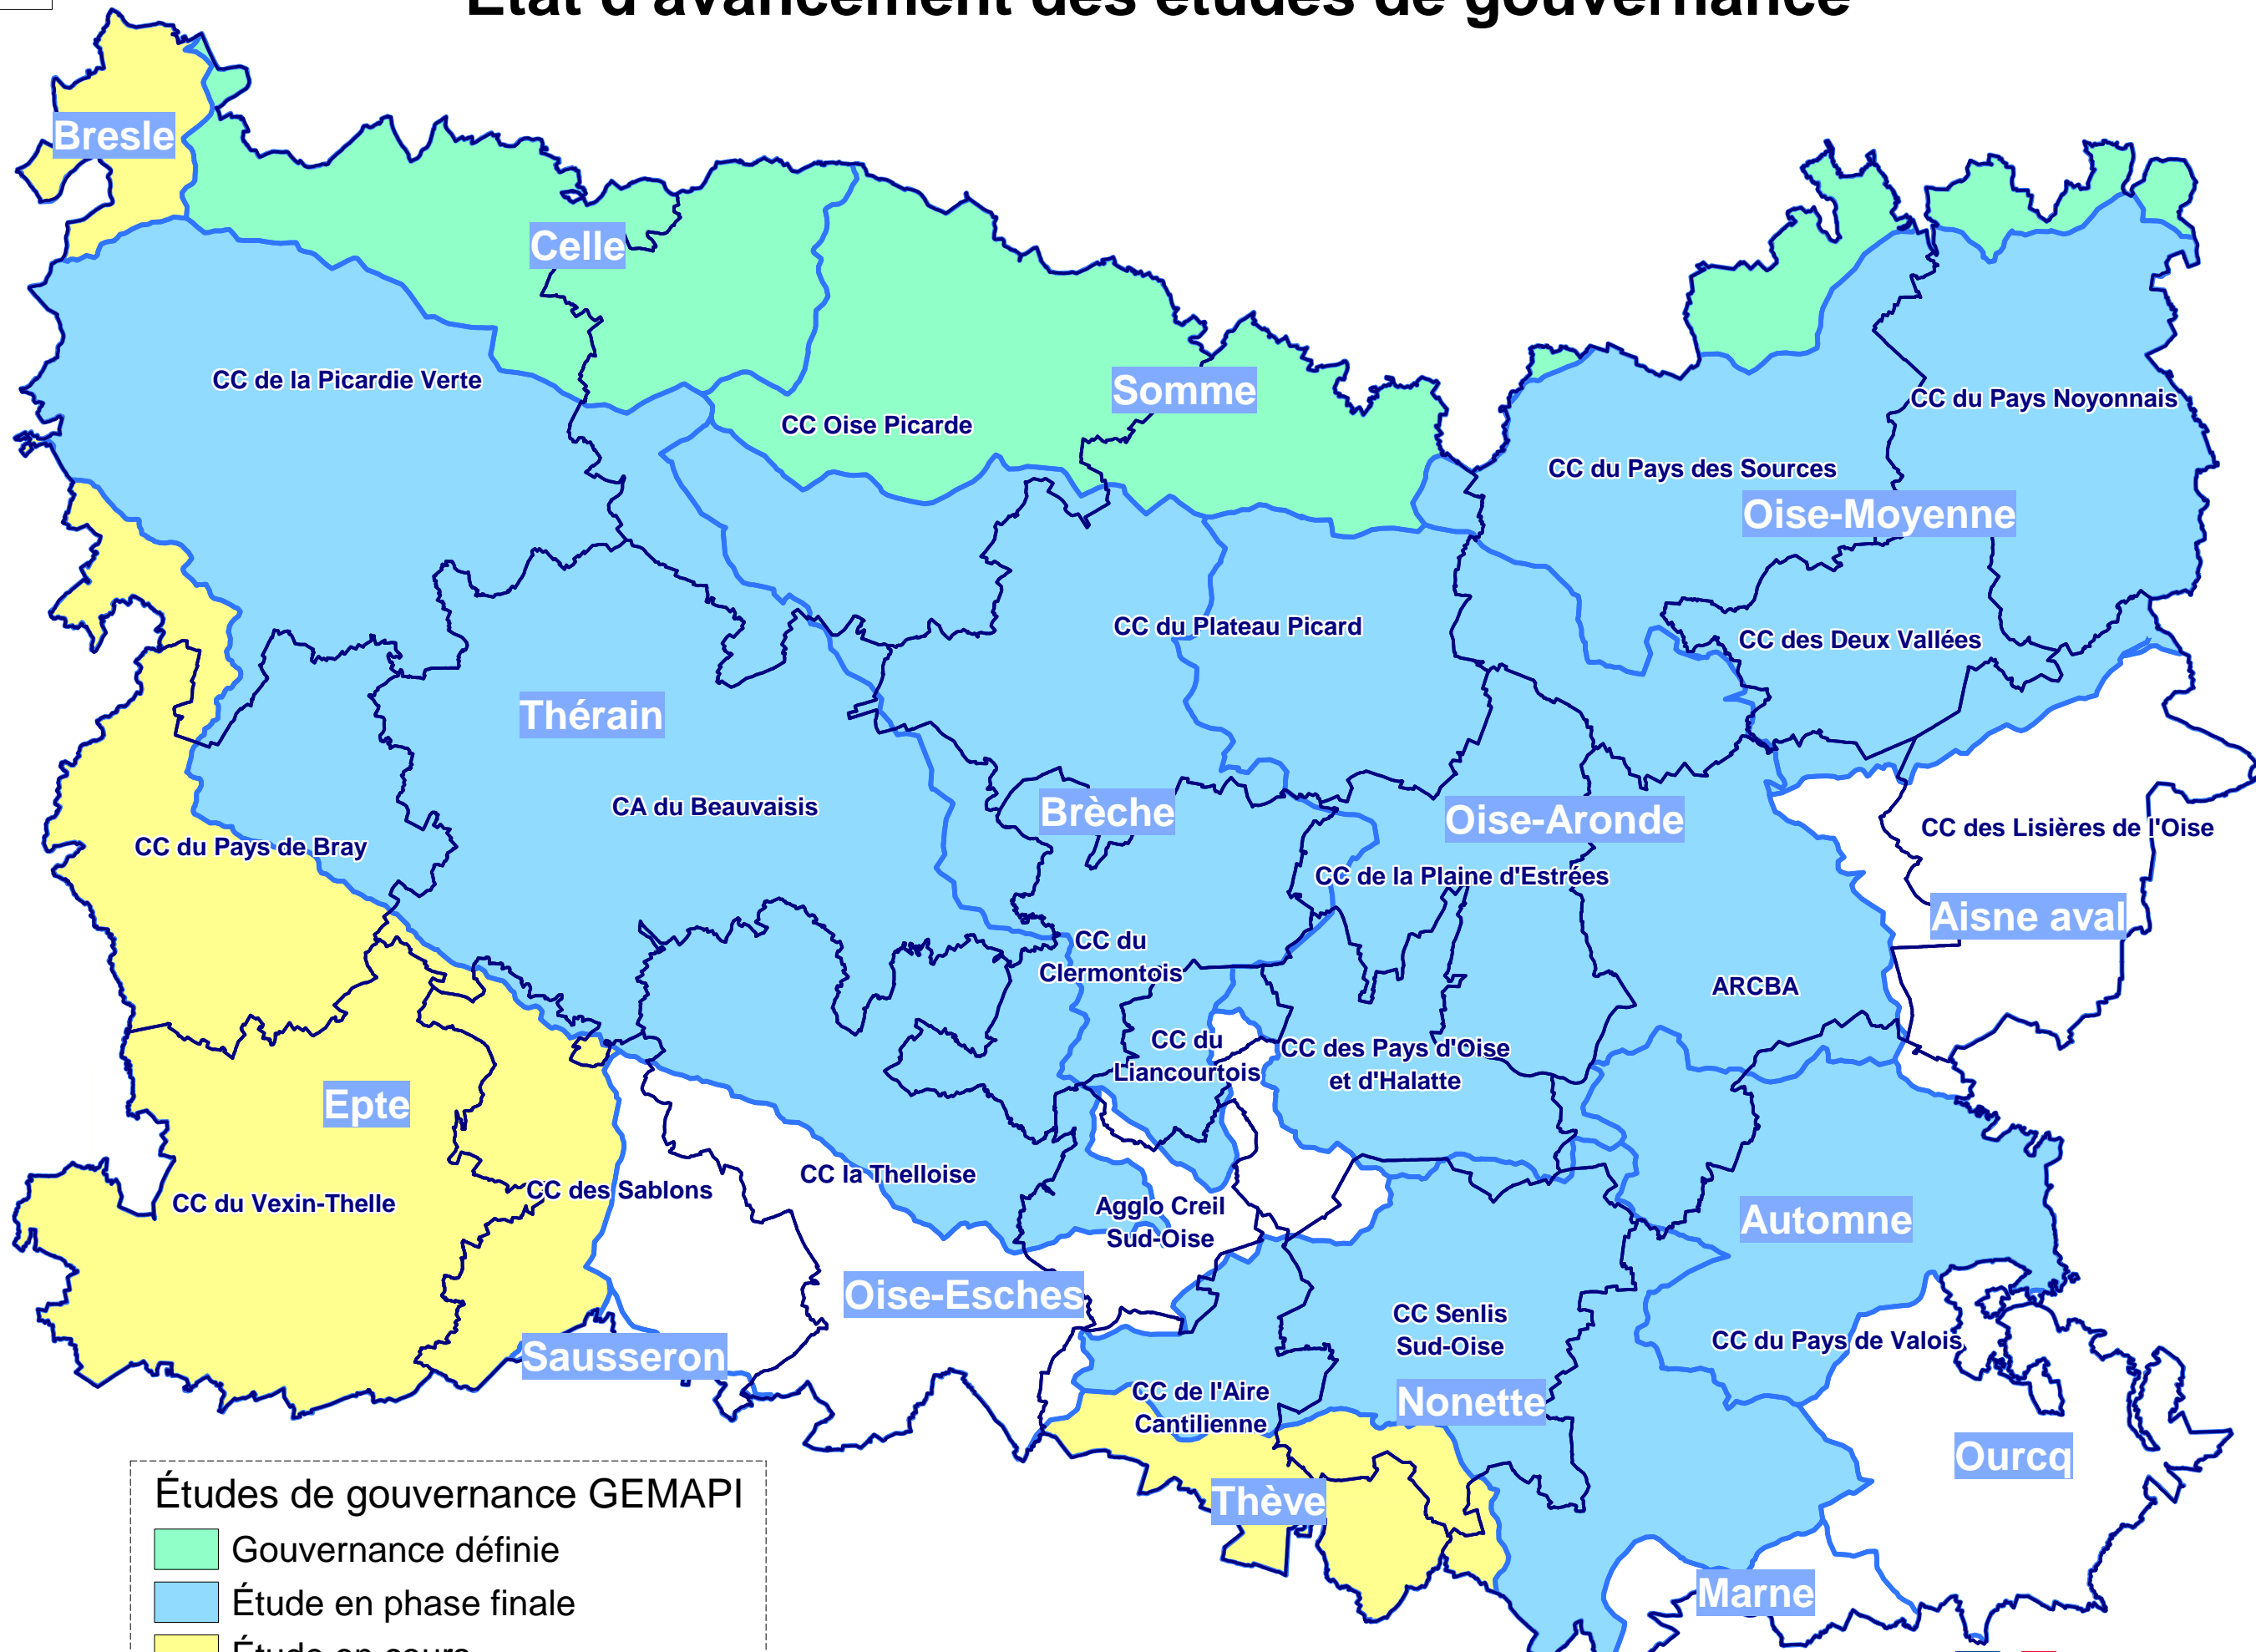 État d'avancement des études de gouvernance
Bresle
Celle
CC de la Picardie Verte
Somme
CC Oise Picarde
CC du Pays Noyonnais
CC du Pays des Sources
Oise-Moyenne
CC du Plateau Picard
CC des Deux Vallées
Thérain
CA du Beauvaisis
Brèche
Oise-Aronde
CC des Lisières de l'Oise
CC du Pays de Bray
CC de la Plaine d'Estrées
Aisne aval
CC du
Clermontois
ARCBA
CC du
Liancourtois
CC des Pays d'Oise
et d'Halatte
Epte
CC la Thelloise
CC des Sablons
CC du Vexin-Thelle
Agglo Creil
Sud-Oise
Automne
Oise-Esches
CC Senlis
Sud-Oise
CC du Pays de Valois
Sausseron
CC de l'Aire
Cantilienne
Nonette
Ourcq
Thève
Marne
Études de gouvernance GEMAPI
Gouvernance définie
Étude en phase finale
Étude en cours